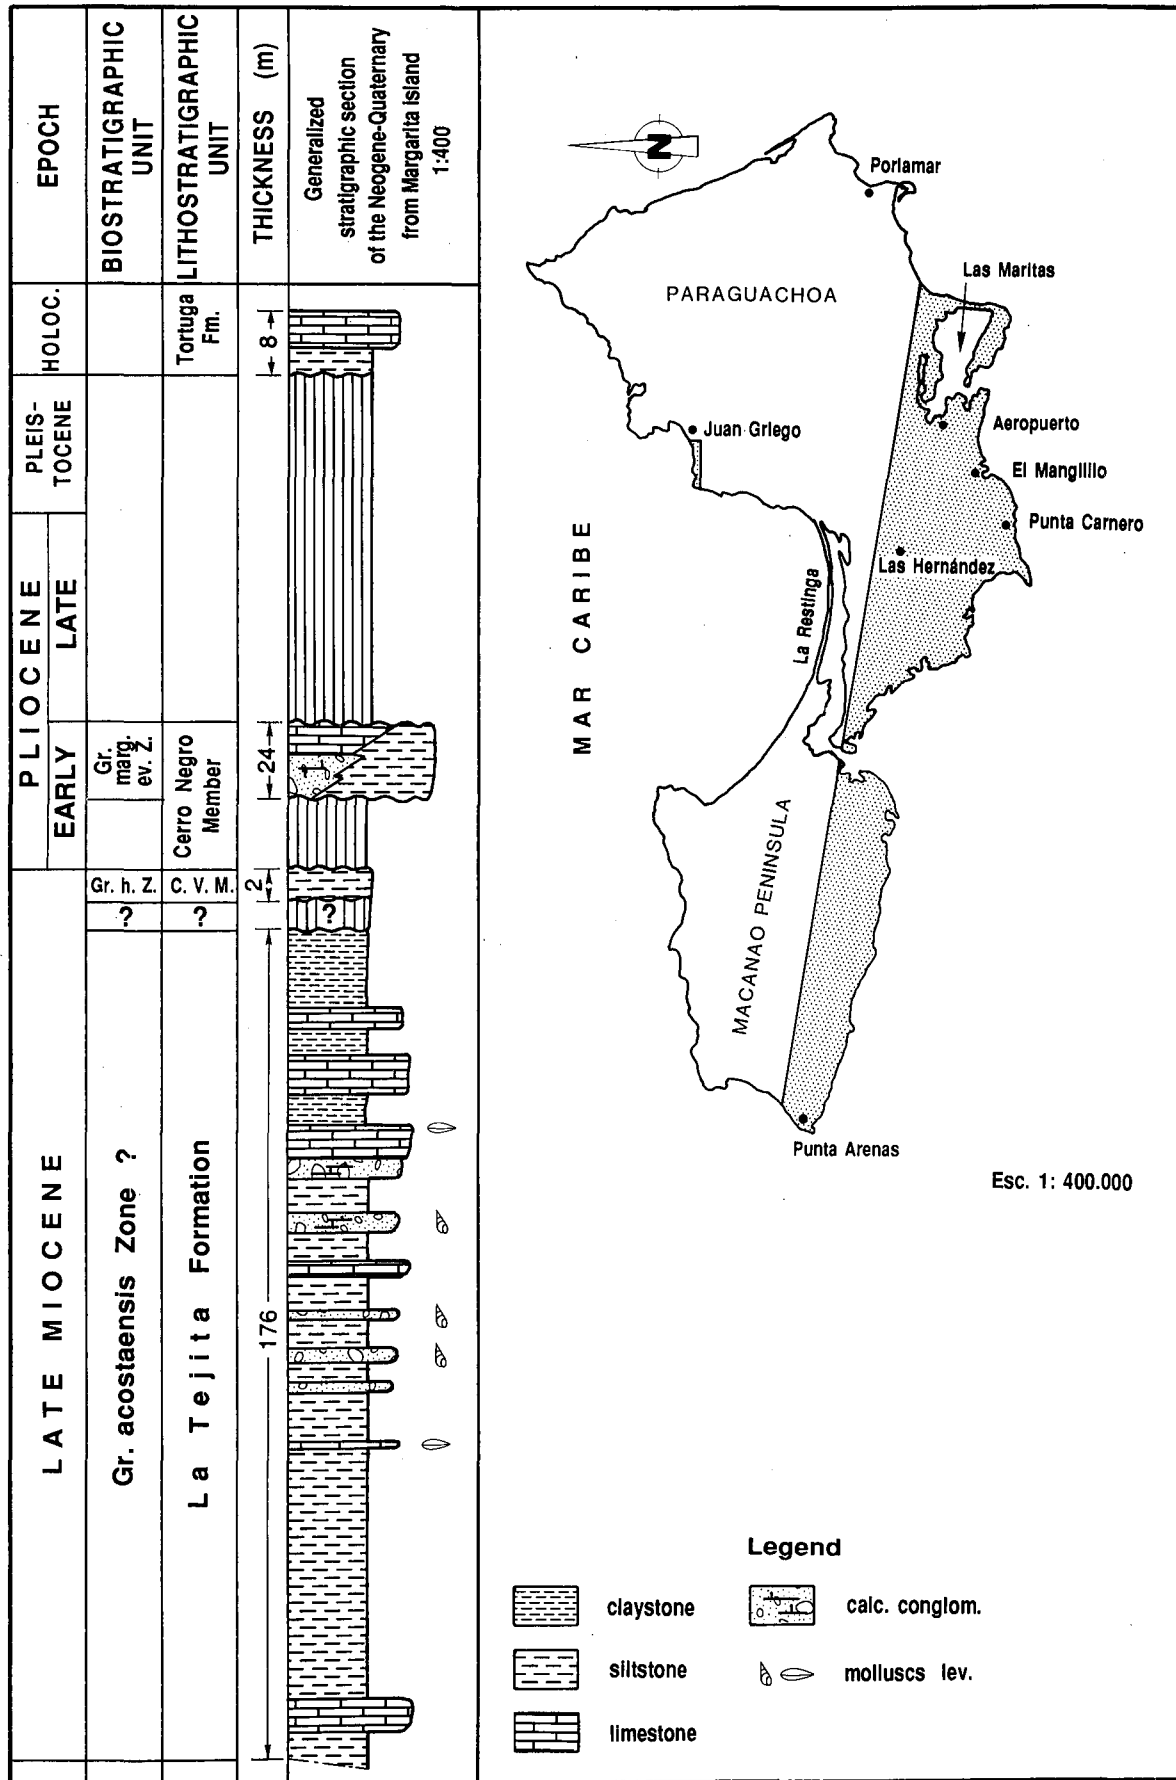 EPOCH
BIOSTRATIGRAPHIC
UNIT
LITHOSTRATIGRAPHIC
UNIT
THICKNESS (m)
Generalized
stratigraphic section
of the Neogene-Quaternary
from Margarita island
1:400
HOLOC.
Tortuga
Fm.
8
PLEIS-
TOCENE
PLIOCENE
LATE
EARLY
Gr.
marg.
ev. Z.
Cerro Negro
Member
24
Gr. h. Z.
C. V. M.
2
?
?
?
LATE MIOCENE
Gr. acostaensis Zone ?
La Tejita Formation
176
N
Porlamar
PARAGUACHOA
Las Maritas
Juan Griego
Aeropuerto
El Manglillo
Punta Carnero
Las Hernández
La Restinga
MAR CARIBE
MACANAO PENINSULA
Punta Arenas
Esc. 1: 400.000
Legend
claystone
calc. conglom.
siltstone
molluscs lev.
limestone